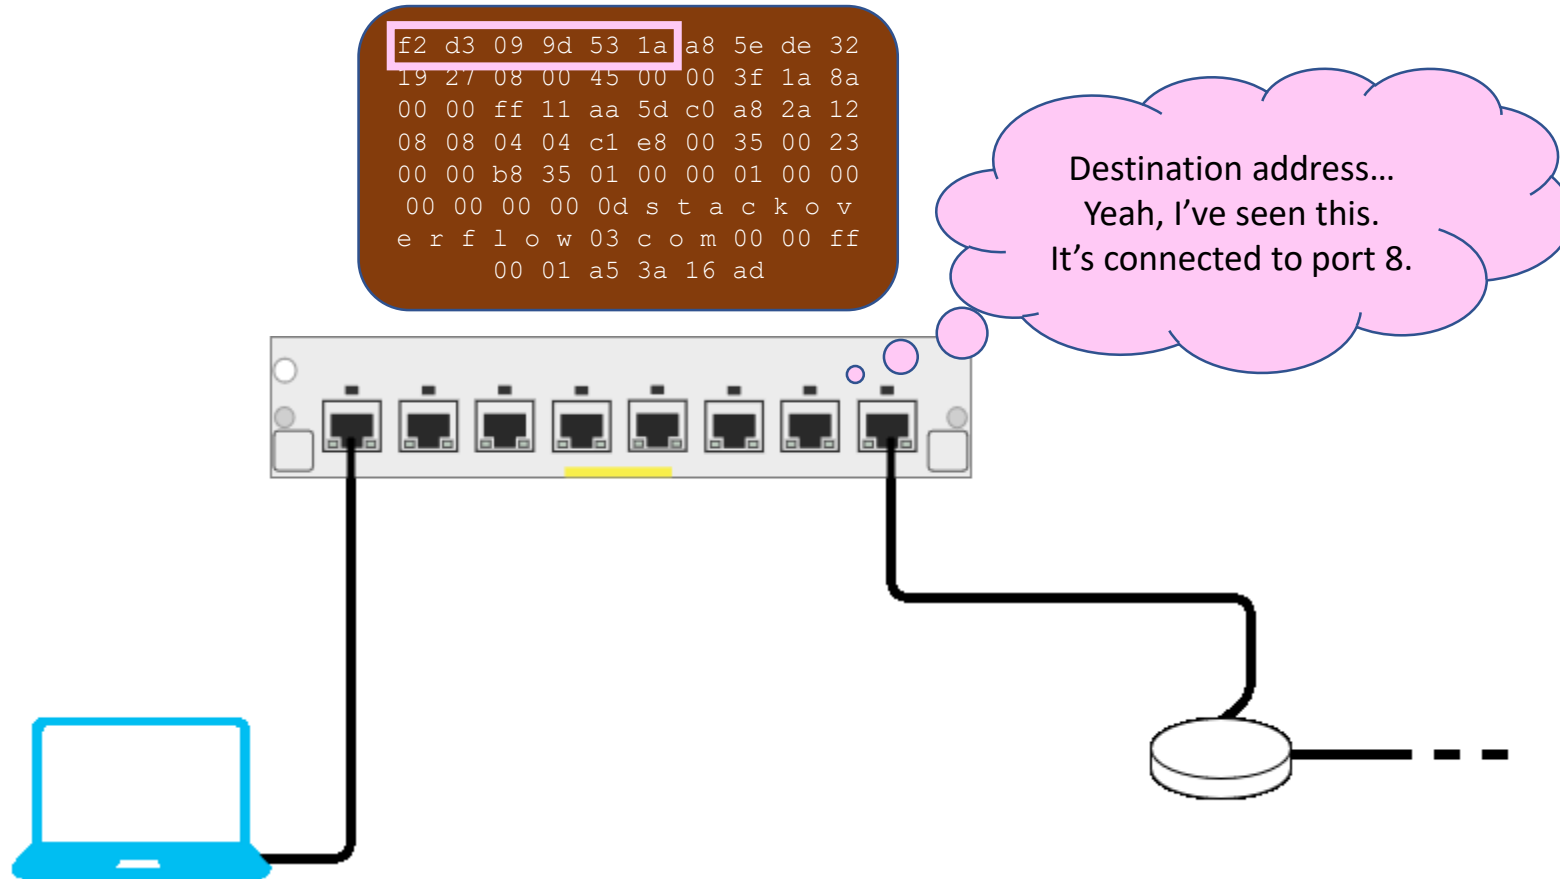 f2 d3 09 9d 53 1a a8 5e de 32
19 27 08 00 45 00 00 3f 1a 8a
00 00 ff 11 aa 5d c0 a8 2a 12
08 08 04 04 c1 e8 00 35 00 23
00 00 b8 35 01 00 00 01 00 00
00 00 00 00 0d s t a c k o v
e r f l o w 03 c o m 00 00 ff
00 01 a5 3a 16 ad
Destination address…
Yeah, I’ve seen this.
It’s connected to port 8.